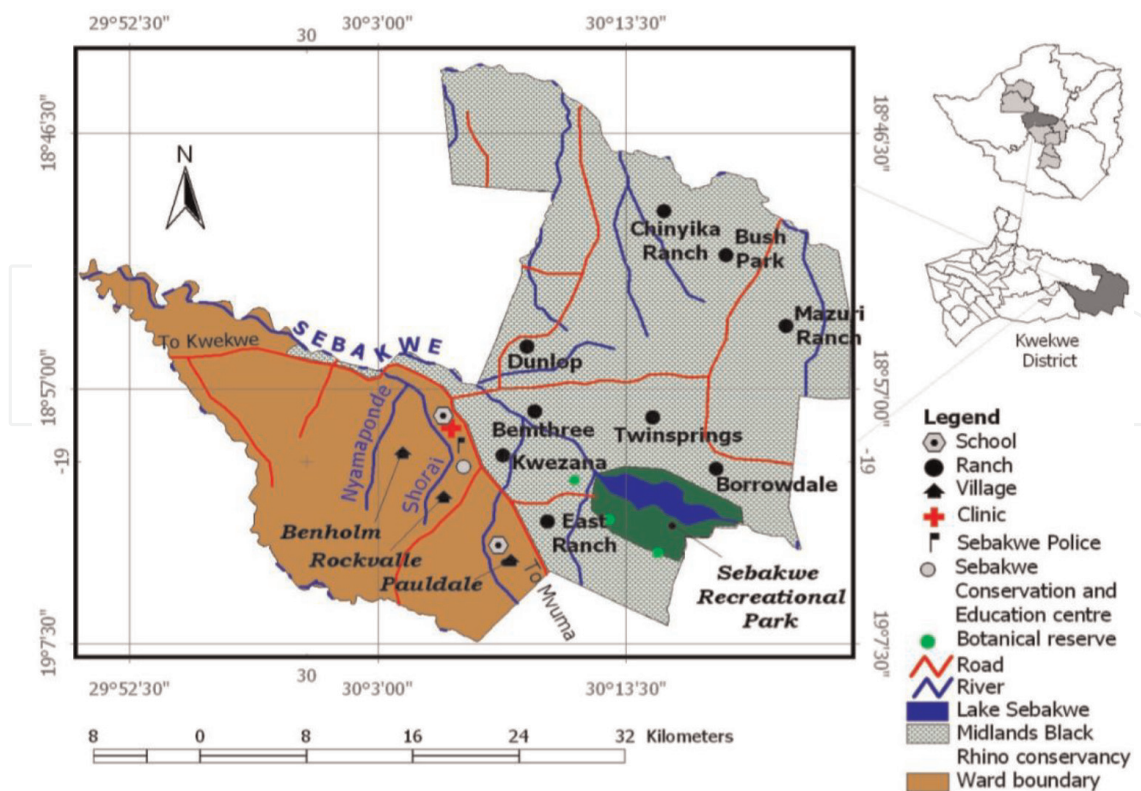 29°52'30"
30
30°3'00"
30°13'30"
18°46'30"
18°46'30"
N
Chinyika
Ranch
Bush
Park
Mazuri
Ranch
SEBAKWE
To Kwekwe
Dunlop
18°57'00"
18°57'00"
Nyamaponde
Shorai
Bemthree
Twinsprings
Kwezana
Borrowdale
-19
-19
Benholm
Rockvalle
Pauldale
East
Ranch
To Mvuma
Sebakwe
Recreational
Park
19°7'30"
19°7'30"
29°52'30"
30
30°3'00"
30°13'30"
8
0
8
16
24
32
Kilometers
Kwekwe
District
Legend
School
Ranch
Village
Clinic
Sebakwe Police
Sebakwe
Conservation and
Education centre
Botanical reserve
Road
River
Lake Sebakwe
Midlands Black
Rhino conservancy
Ward boundary